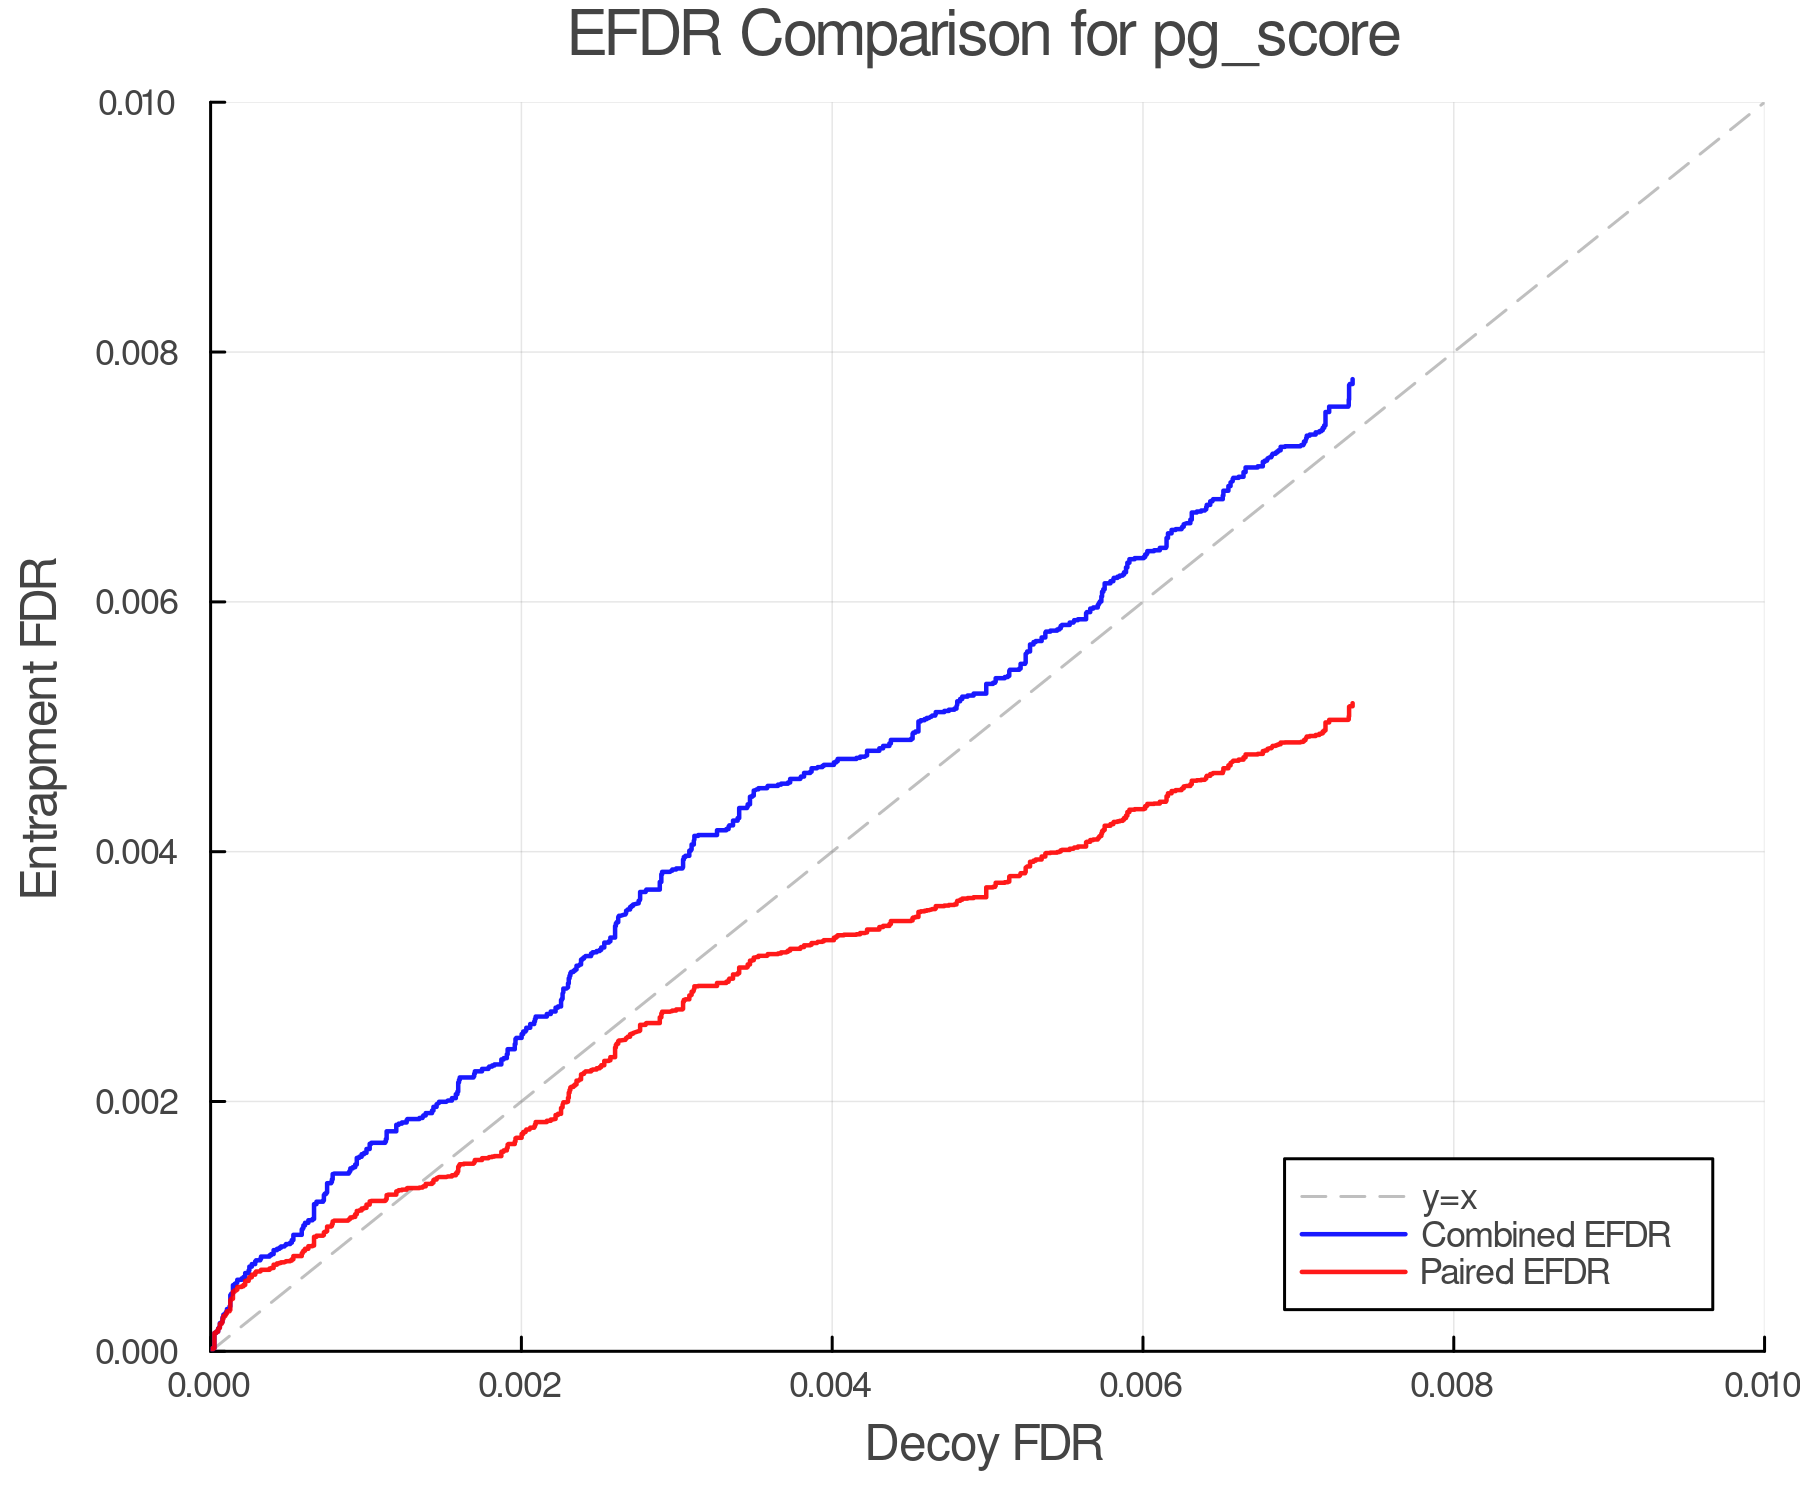 EFDR Comparison for pg_score
Entrapment FDR
0.010
0.008
0.006
0.004
0.002
0.000
0.000 0.002 0.004 0.006 0.008 0.010
Decoy FDR
y=x
Combined EFDR
Paired EFDR